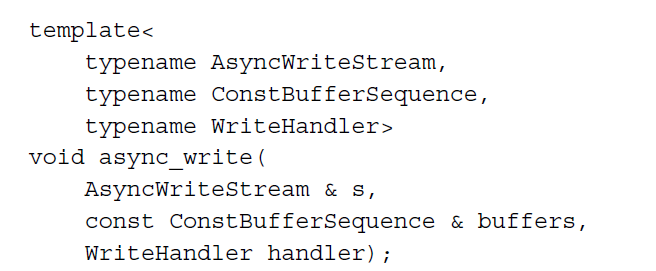 template<
    typename AsyncWriteStream,
    typename ConstBufferSequence,
    typename WriteHandler>
void async_write(
    AsyncWriteStream & s,
    const ConstBufferSequence & buffers,
    WriteHandler handler);